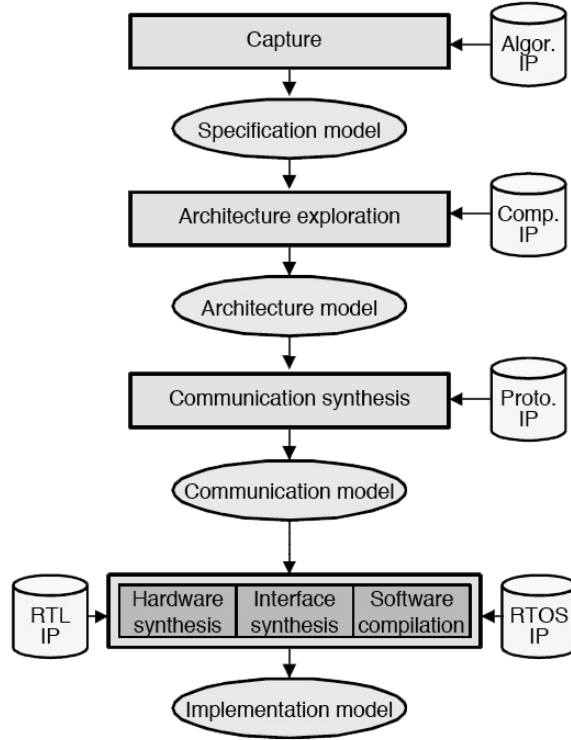 Capture
Algor.
IP
Specification model
Architecture exploration
Comp.
IP
Architecture model
Communication synthesis
Proto.
IP
Communication model
RTL
IP
Hardware
synthesis
Interface
synthesis
Software
compilation
RTOS
IP
Implementation model